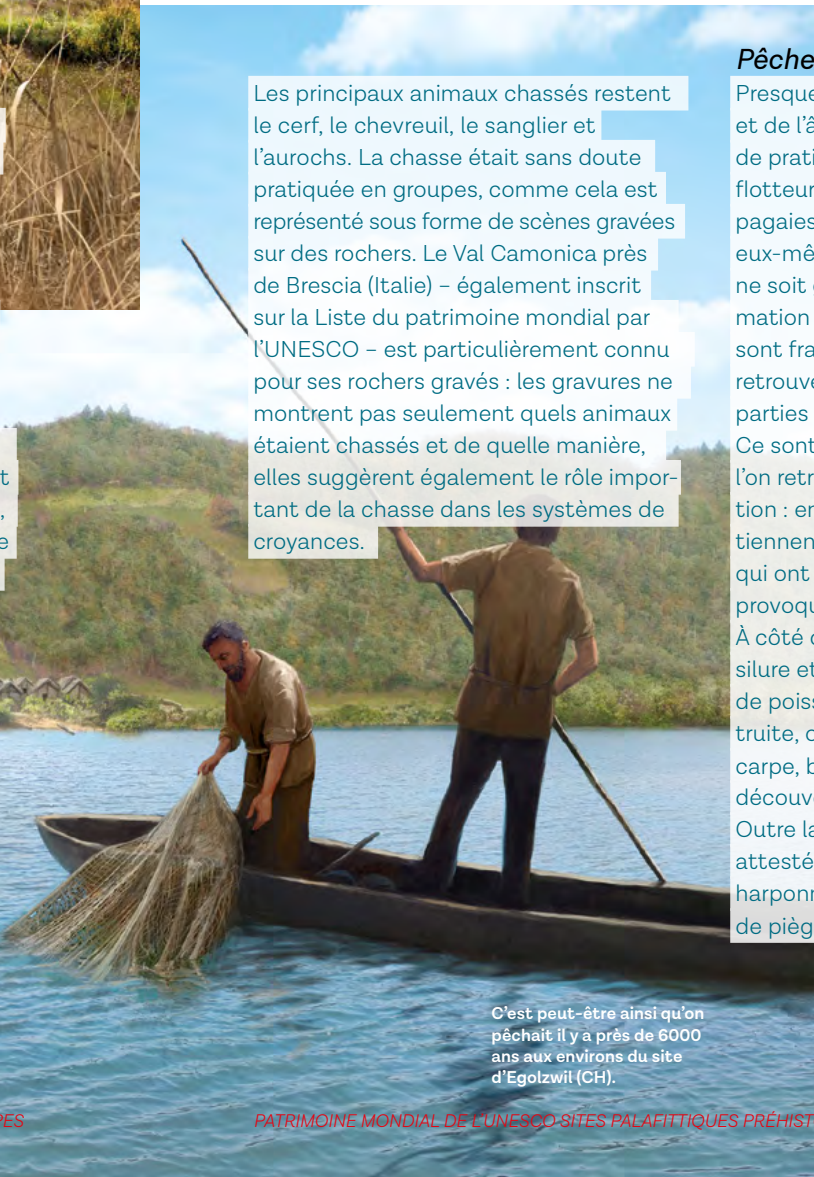 Les principaux animaux chassés restent
le cerf, le chevreuil, le sanglier et
l'aurochs. La chasse était sans doute
pratiquée en groupes, comme cela est
représenté sous forme de scènes gravées
sur des rochers. Le Val Camonica près
de Brescia (Italie) – également inscrit
sur la Liste du patrimoine mondial par
l'UNESCO – est particulièrement connu
pour ses rochers gravés : les gravures ne
montrent pas seulement quels animaux
étaient chassés et de quelle manière,
elles suggèrent également le rôle impor-
tant de la chasse dans les systèmes de
croyances.
Pêche
Presque
et de l'â
de prati
flotteur
pagaies
eux-mê
ne soit
mation
sont fra
retrouve
parties
Ce sont
l'on retr
tion : en
tiennen
qui ont
provoqu
À côté
silure et
de poiss
truite,
carpe, b
découve
Outre la
attesté
harponn
de pièg
C'est peut-être ainsi qu'on
pêchait il y a près de 6000
ans aux environs du site
d'Egolzwil (CH).
PATRIMOINE MONDIAL DE L'UNESCO SITES PALAFITTIQUES PRÉHIST